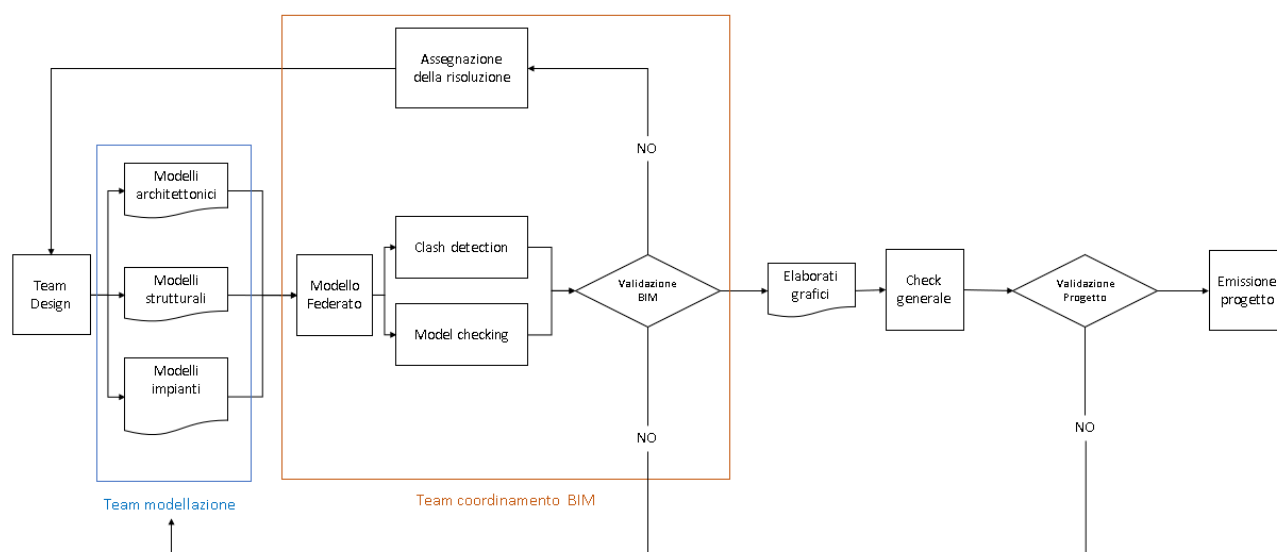 Assegnazione
della risoluzione
NO
Modelli
architettonici
Clash detection
Team
Design
Modelli
strutturali
Modello
Federato
Validazione
BIM
Elaborati
grafici
Check
generale
Validazione
Progetto
Emissione
progetto
Model checking
Modelli
impianti
NO
NO
Team modellazione
Team coordinamento BIM